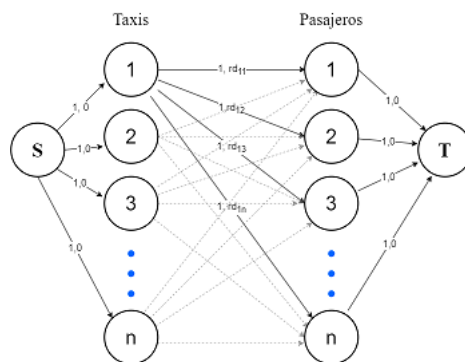 Taxis Pasajeros
1 1, rd11 1
1, 0 1,0
1, rd12
2 2
S 1,0 1,0 T
1, rd13
1,0 3 3 1,0
1, rd1n
1,0 1,0
n n